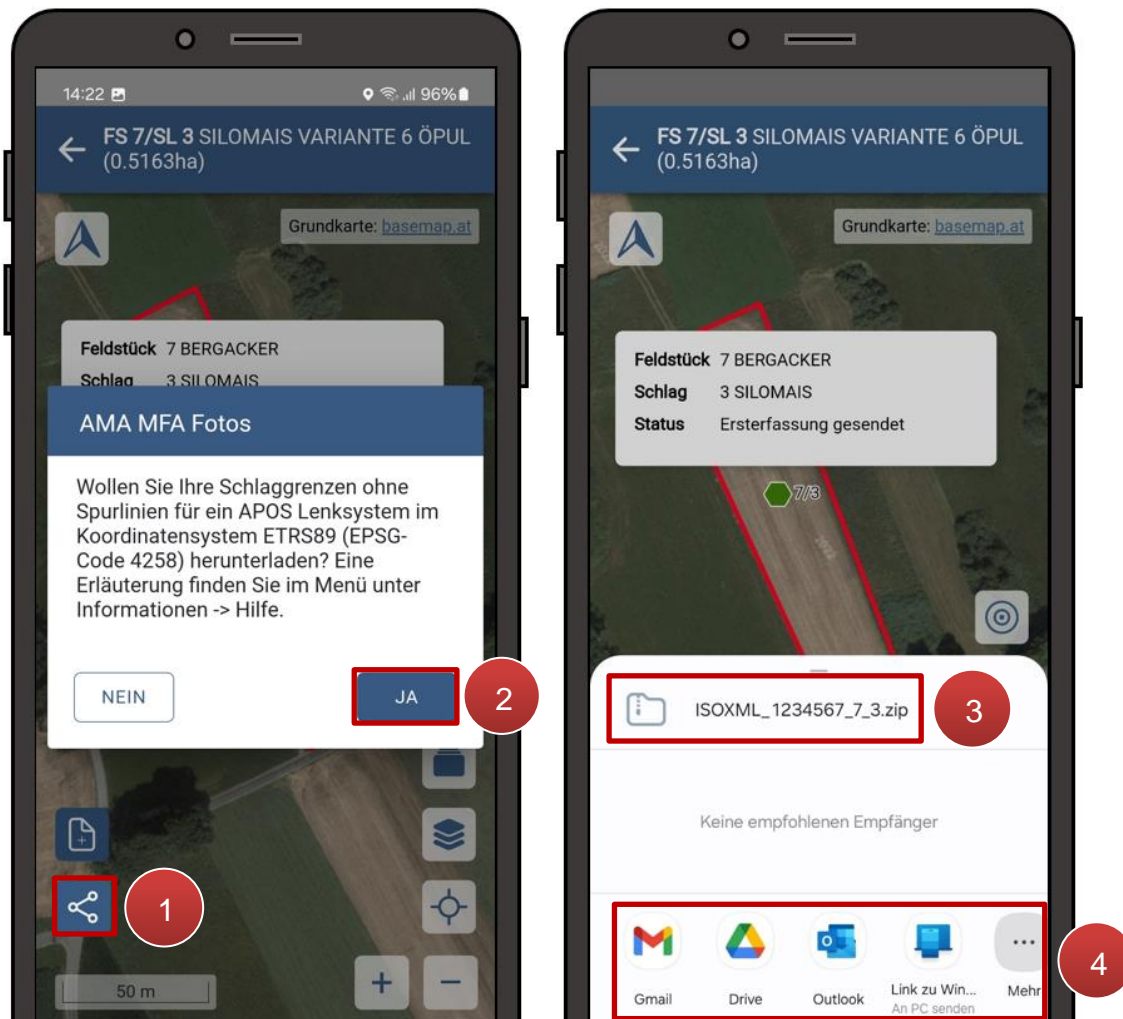 14:22
96%
FS 7/SL 3 SILOMAIS VARIANTE 6 ÖPUL
(0.5163ha)
Grundkarte: basemap.at
Feldstück 7 BERGACKER
Schlag 3 SILOMAIS
AMA MFA Fotos
Wollen Sie Ihre Schlaggrenzen ohne
Spurlinien für ein APOS Lenksystem im
Koordinatensystem ETRS89 (EPSG-
Code 4258) herunterladen? Eine
Erläuterung finden Sie im Menü unter
Informationen -> Hilfe.
NEIN
JA
2
1
50 m
+
−
FS 7/SL 3 SILOMAIS VARIANTE 6 ÖPUL
(0.5163ha)
Grundkarte: basemap.at
Feldstück 7 BERGACKER
Schlag 3 SILOMAIS
Status Ersterfassung gesendet
7/3
ISOXML_1234567_7_3.zip
3
Keine empfohlenen Empfänger
Gmail
Drive
Outlook
Link zu Win...
An PC senden
Mehr
4